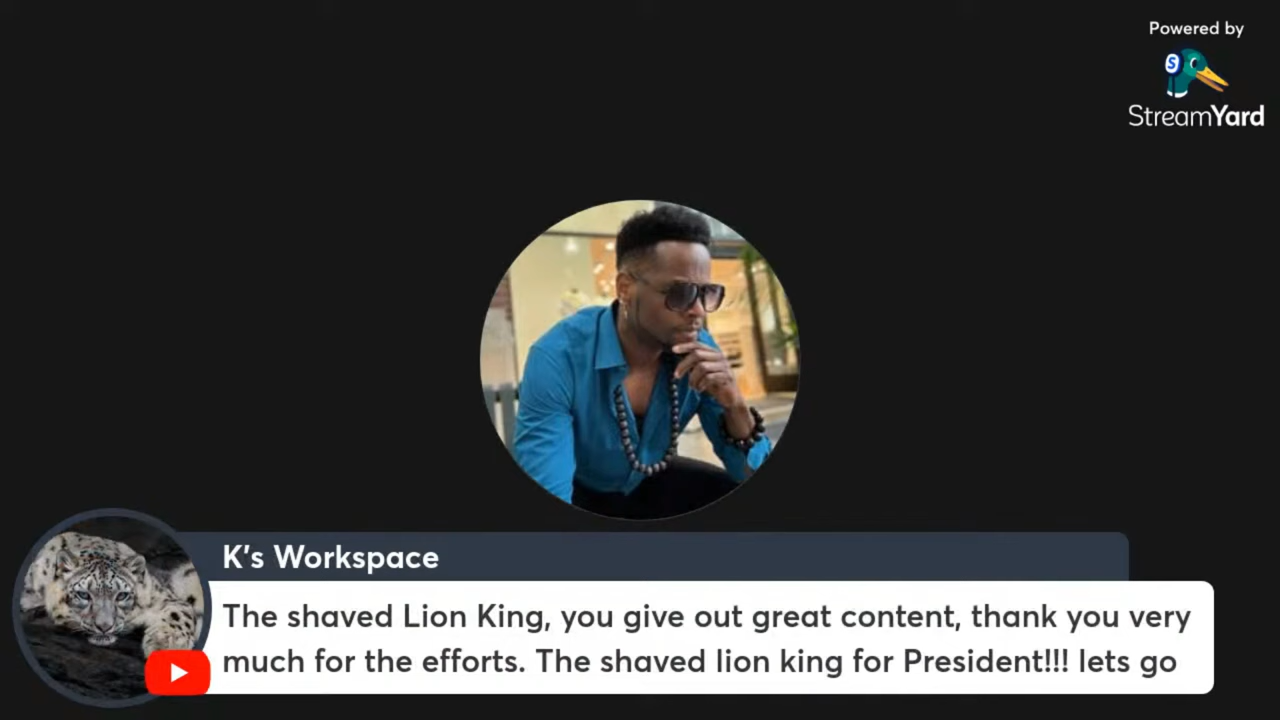 Powered by
StreamYard
K's Workspace
The shaved Lion King, you give out great content, thank you very
much for the efforts. The shaved lion king for President!!! lets go